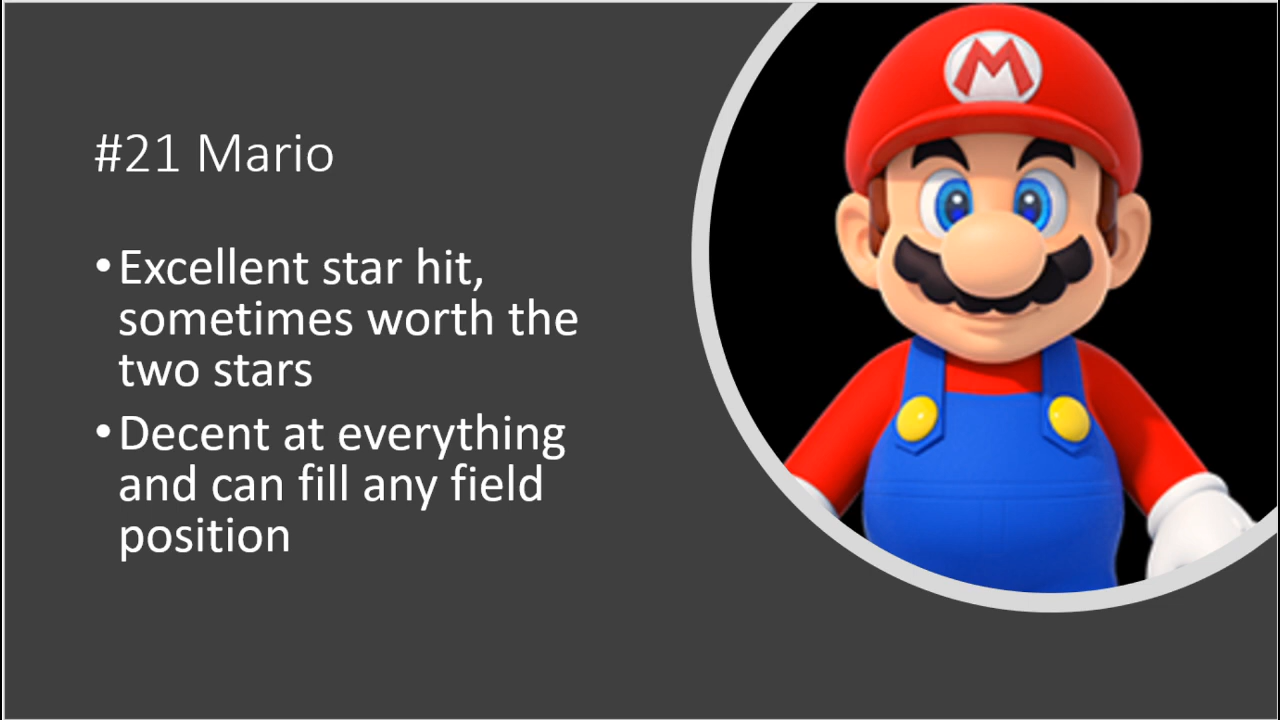 #21 Mario
•Excellent star hit,
sometimes worth the
two stars
•Decent at everything
and can fill any field
position
M